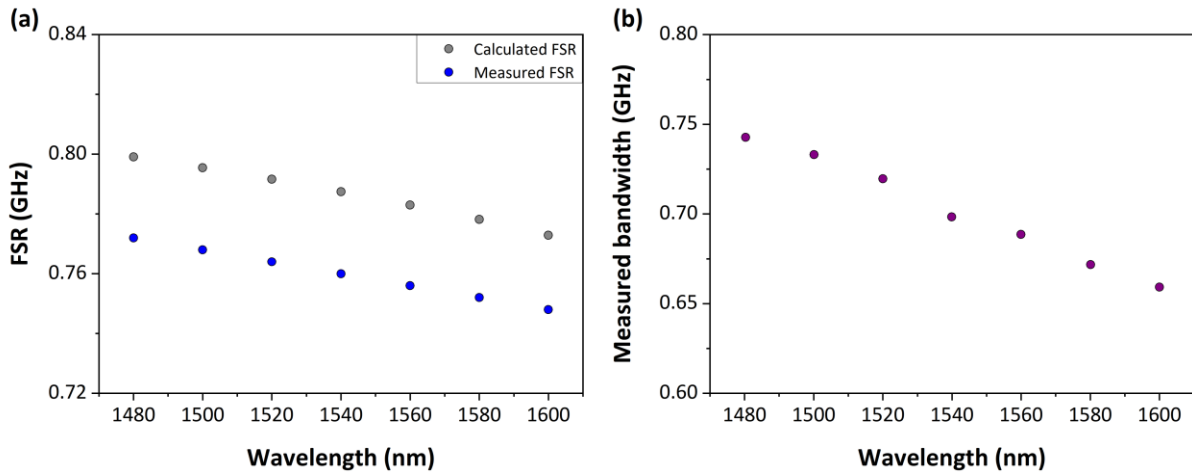 (a)
0.84
0.80
0.76
0.72
FSR (GHz)
Calculated FSR
Measured FSR
1480 1500 1520 1540 1560 1580 1600
Wavelength (nm)
(b)
0.80
0.75
0.70
0.65
0.60
Measured bandwidth (GHz)
1480 1500 1520 1540 1560 1580 1600
Wavelength (nm)